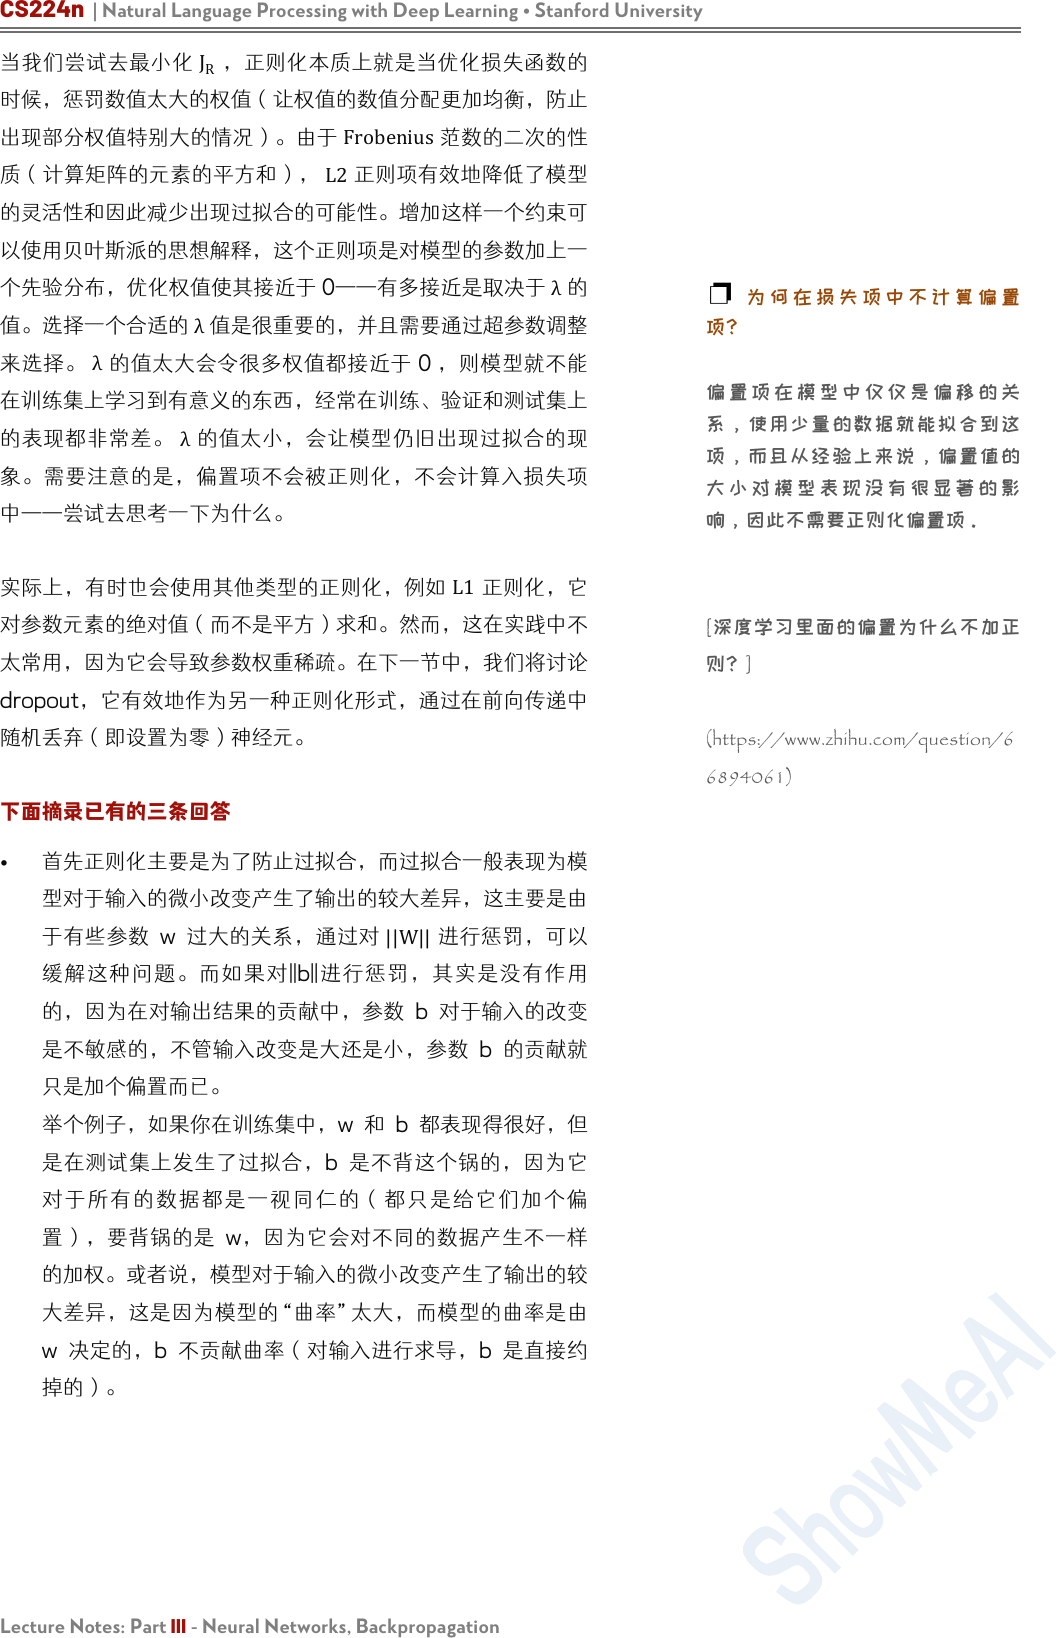 CS224n | Natural Language Processing with Deep Learning • Stanford University
当我们尝试去最小化 J_R ，正则化本质上就是当优化损失函数的
时候，惩罚数值太大的权值（让权值的数值分配更加均衡，防止
出现部分权值特别大的情况）。由于 Frobenius 范数的二次的性
质（计算矩阵的元素的平方和）， L2 正则项有效地降低了模型
的灵活性和因此减少出现过拟合的可能性。增加这样一个约束可
以使用贝叶斯派的思想解释，这个正则项是对模型的参数加上一
个先验分布，优化权值使其接近于 0——有多接近是取决于 λ 的
值。选择一个合适的 λ 值是很重要的，并且需要通过超参数调整
来选择。 λ 的值太大会令很多权值都接近于 0 ，则模型就不能
在训练集上学习到有意义的东西，经常在训练、验证和测试集上
的表现都非常差。 λ 的值太小，会让模型仍旧出现过拟合的现
象。需要注意的是，偏置项不会被正则化，不会计算入损失项
中——尝试去思考一下为什么。
实际上，有时也会使用其他类型的正则化，例如 L1 正则化，它
对参数元素的绝对值（而不是平方）求和。然而，这在实践中不
太常用，因为它会导致参数权重稀疏。在下一节中，我们将讨论
dropout，它有效地作为另一种正则化形式，通过在前向传递中
随机丢弃（即设置为零）神经元。
下面摘录已有的三条回答
• 首先正则化主要是为了防止过拟合，而过拟合一般表现为模
型对于输入的微小改变产生了输出的较大差异，这主要是由
于有些参数 w 过大的关系，通过对 ||W|| 进行惩罚，可以
缓解这种问题。而如果对||b||进行惩罚，其实是没有作用
的，因为在对输出结果的贡献中，参数 b 对于输入的改变
是不敏感的，不管输入改变是大还是小，参数 b 的贡献就
只是加个偏置而已。
举个例子，如果你在训练集中，w 和 b 都表现得很好，但
是在测试集上发生了过拟合，b 是不背这个锅的，因为它
对于所有的数据都是一视同仁的（都只是给它们加个偏
置），要背锅的是 w，因为它会对不同的数据产生不一样
的加权。或者说，模型对于输入的微小改变产生了输出的较
大差异，这是因为模型的 “曲率” 太大，而模型的曲率是由
w 决定的，b 不贡献曲率（对输入进行求导，b 是直接约
掉的）。
❐ 为何在损失项中不计算偏置
项？
偏置项在模型中仅仅是偏移的关
系，使用少量的数据就能拟合到这
项，而且从经验上来说，偏置值的
大小对模型表现没有很显著的影
响，因此不需要正则化偏置项。
[深度学习里面的偏置为什么不加正
则？]
(https://www.zhihu.com/question/6
6894061)
ShowMeAI
Lecture Notes: Part III - Neural Networks, Backpropagation